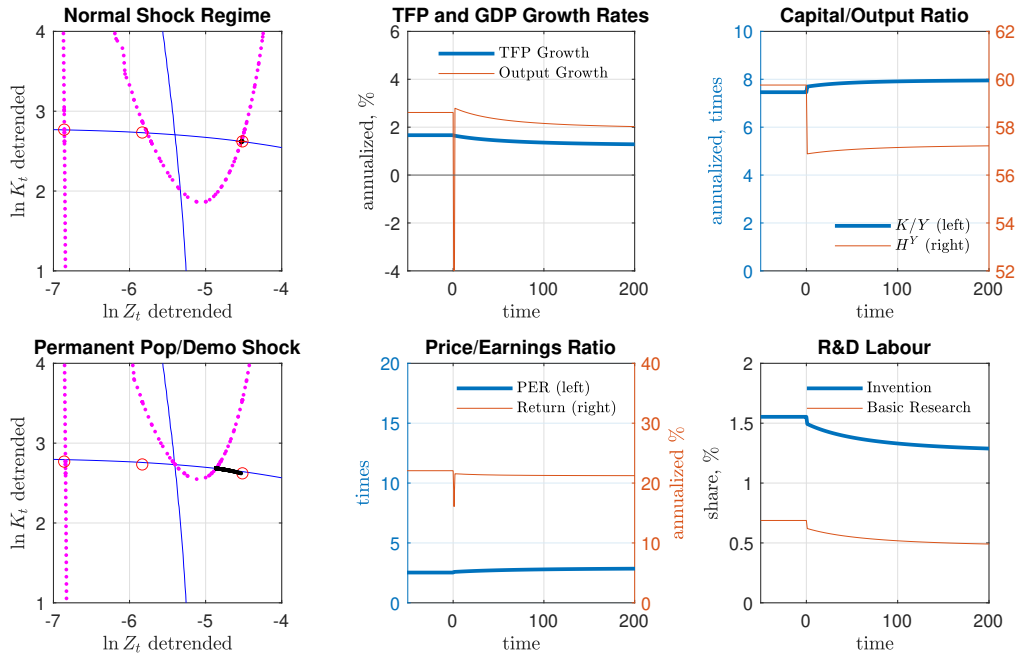 Normal Shock Regime
4
3
2
1
-7
-6
-5
-4
ln K_t detrended
ln Z_t detrended
TFP and GDP Growth Rates
TFP Growth
Output Growth
6
4
2
0
-2
-4
0
100
200
annualized, %
time
Capital/Output Ratio
10
8
6
4
2
0
62
60
58
56
54
52
0
100
200
annualized, times
K/Y (left)
H^Y (right)
time
Permanent Pop/Demo Shock
4
3
2
1
-7
-6
-5
-4
ln K_t detrended
ln Z_t detrended
Price/Earnings Ratio
PER (left)
Return (right)
20
15
10
5
0
40
30
20
10
0
0
100
200
times
annualized %
time
R&D Labour
Invention
Basic Research
2
1.5
1
0.5
0
0
100
200
share, %
time